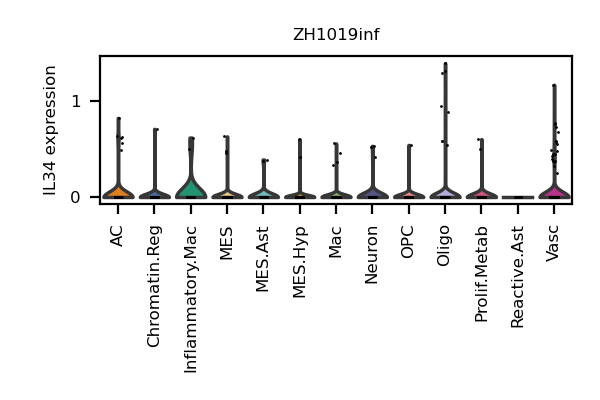 ZH1019inf
IL34 expression
1
0
AC
Chromatin.Reg
Inflammatory.Mac
MES
MES.Ast
MES.Hyp
Mac
Neuron
OPC
Oligo
Prolif.Metab
Reactive.Ast
Vasc